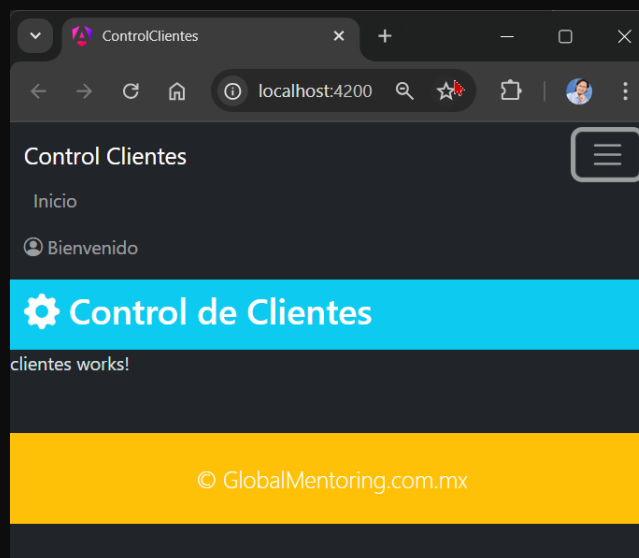 ControlClientes
localhost:4200
Control Clientes
Inicio
Bienvenido
Control de Clientes
clientes works!
© GlobalMentoring.com.mx